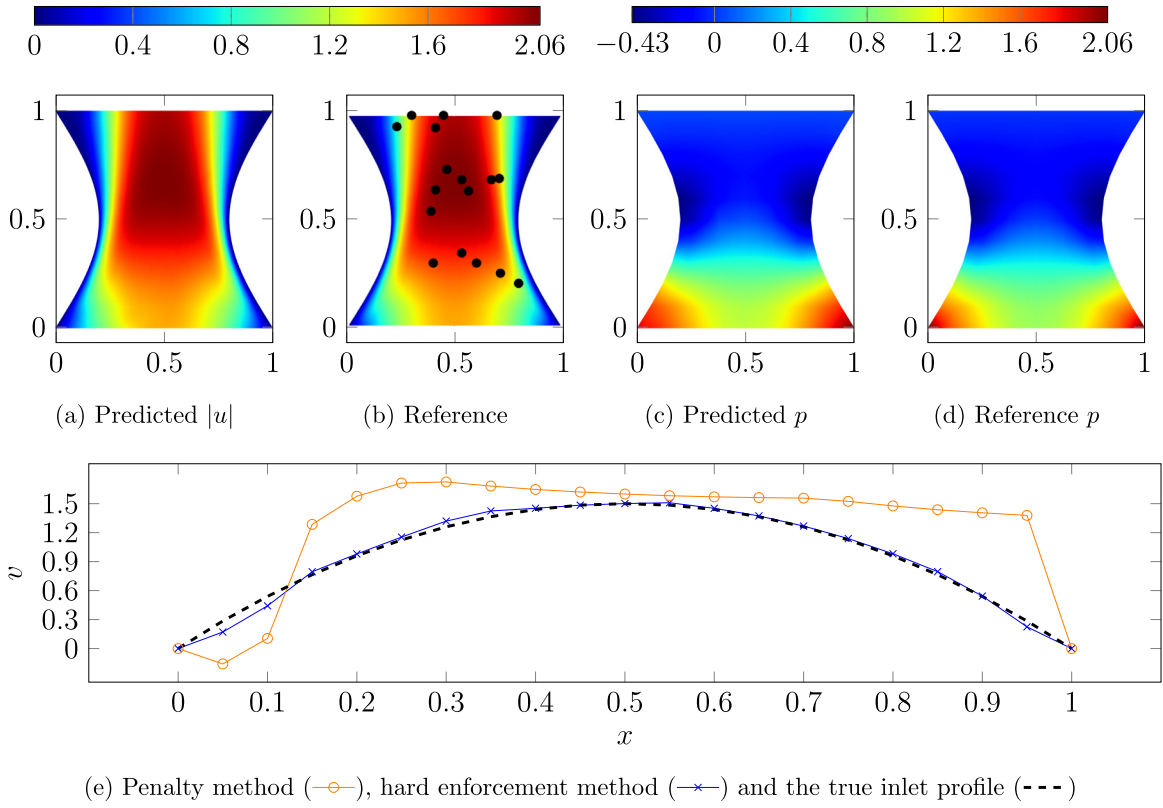 0 0.4 0.8 1.2 1.6 2.06
−0.43 0 0.4 0.8 1.2 1.6 2.06
1
0.5
0
0 0.5 1
(a) Predicted |u|
1
0.5
0
0 0.5 1
(b) Reference
1
0.5
0
0 0.5 1
(c) Predicted p
1
0.5
0
0 0.5 1
(d) Reference p
v
1.5
1.2
0.9
0.6
0.3
0
0 0.1 0.2 0.3 0.4 0.5 0.6 0.7 0.8 0.9 1
x
(e) Penalty method ( ), hard enforcement method ( ) and the true inlet profile ( )